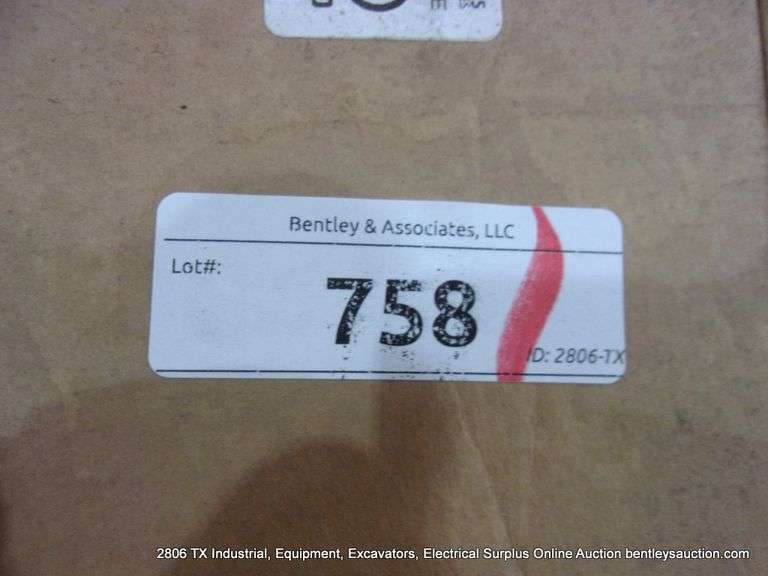 Bentley & Associates, LLC
Lot#:
758
ID: 2806-TX
2806 TX Industrial, Equipment, Excavators, Electrical Surplus Online Auction bentleysauction.com